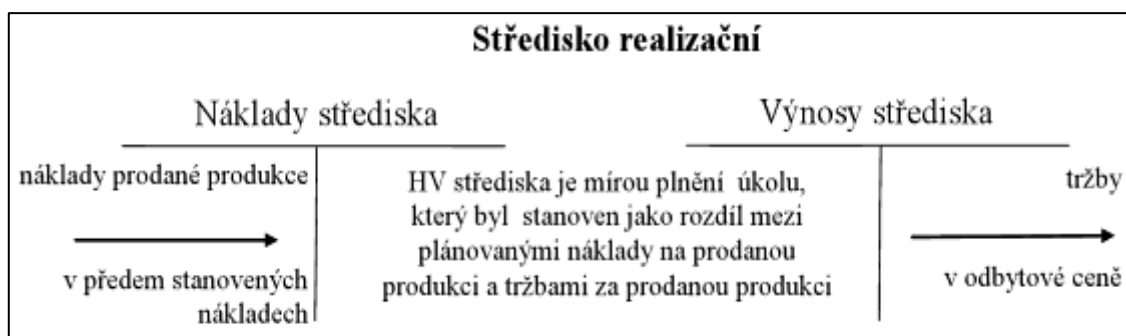 Středisko realizační
Náklady střediska
Výnosy střediska
náklady prodané produkce
v předem stanovených
nákladech
HV střediska je mírou plnění úkolu,
který byl stanoven jako rozdíl mezi
plánovanými náklady na prodanou
produkci a tržbami za prodanou produkci
tržby
v odbytové ceně